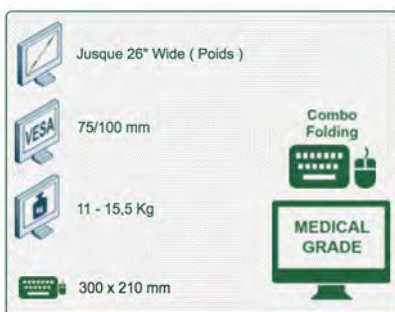 Jusque 26" Wide ( Poids )
VESA
75/100 mm
KG
11 - 15,5 Kg
300 x 210 mm
Combo
Folding
MEDICAL
GRADE